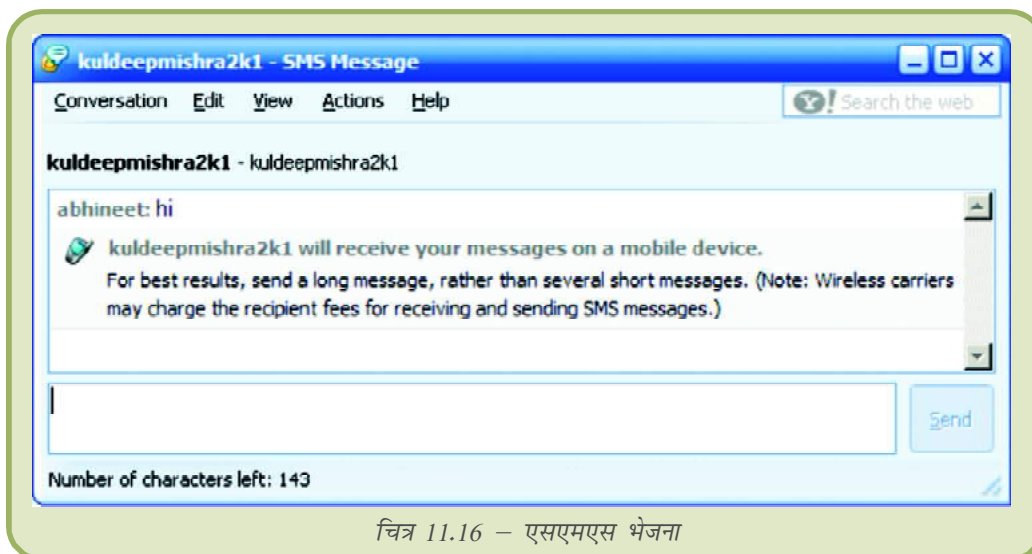 kuldeepmishra2k1 - SMS Message
Conversation Edit View Actions Help Y! Search the web
kuldeepmishra2k1 - kuldeepmishra2k1
abhineet: hi
kuldeepmishra2k1 will receive your messages on a mobile device.
For best results, send a long message, rather than several short messages. (Note: Wireless carriers
may charge the recipient fees for receiving and sending SMS messages.)
Send
Number of characters left: 143
चित्र 11.16 – एसएमएस भेजना